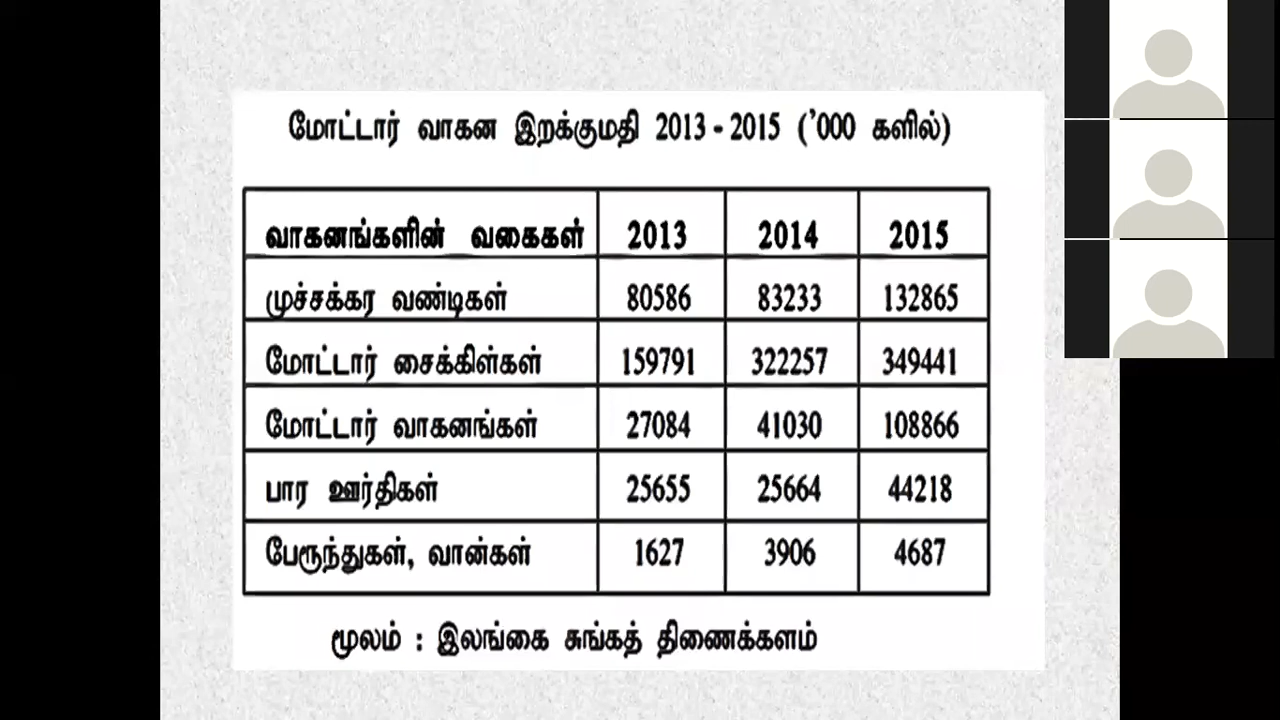 மோட்டார் வாகன இறக்குமதி 2013 - 2015 ('000 களில்)
வாகனங்களின் வகைகள் 2013 2014 2015
முச்சக்கர வண்டிகள் 80586 83233 132865
மோட்டார் சைக்கிள்கள் 159791 322257 349441
மோட்டார் வாகனங்கள் 27084 41030 108866
பார ஊர்திகள் 25655 25664 44218
பேரூந்துகள், வான்கள் 1627 3906 4687
மூலம் : இலங்கை சுங்கத் திணைக்களம்